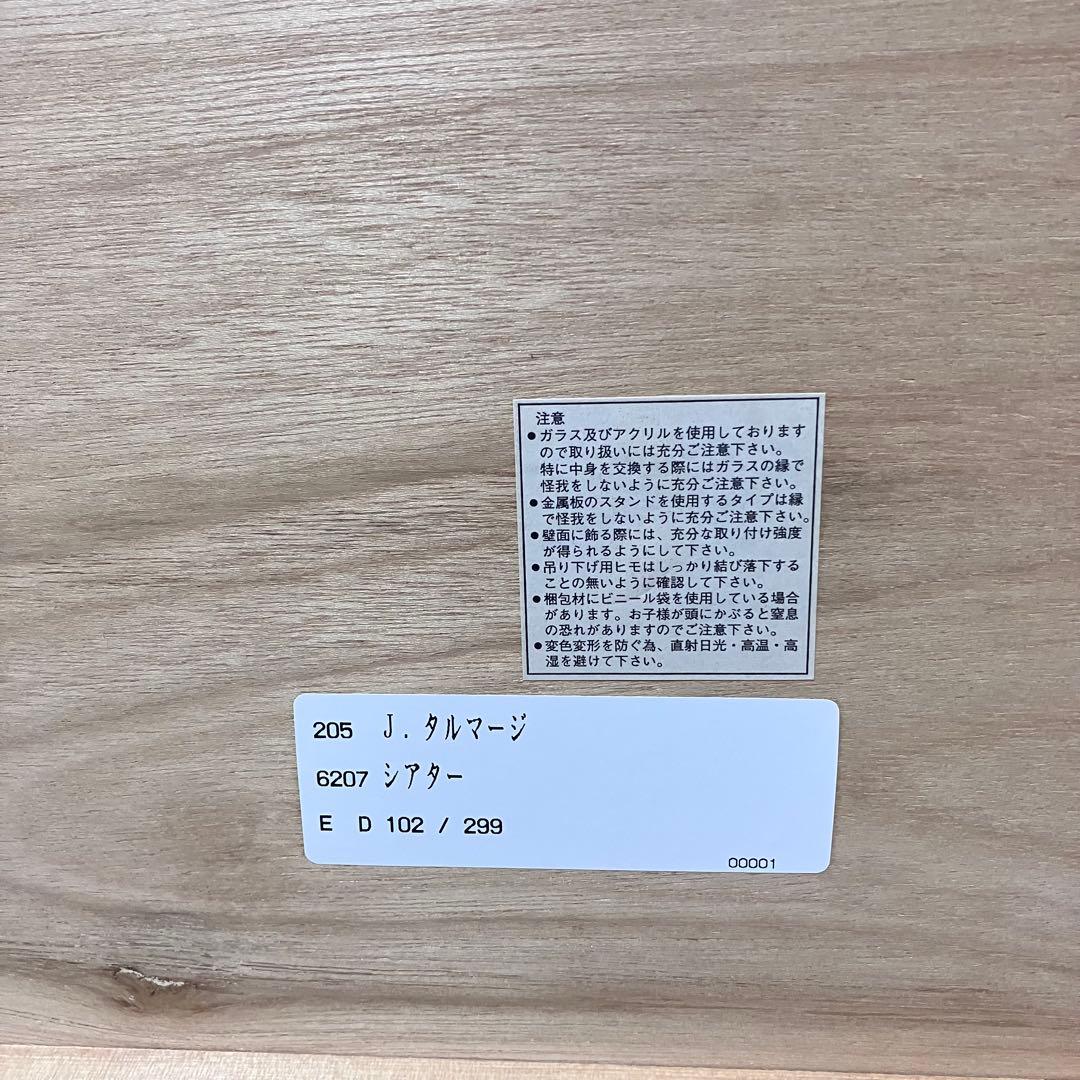 注意
●ガラス及びアクリルを使用しております
ので取り扱いには充分ご注意下さい。
特に中身を交換する際にはガラスの縁で
怪我をしないように充分ご注意下さい。
●金属板のスタンドを使用するタイプは縁
で怪我をしないように充分ご注意下さい。
●壁面に飾る際には、充分な取り付け強度
が得られるようにして下さい。
●吊り下げ用ヒモはしっかり結び落下する
ことの無いように確認して下さい。
●梱包材にビニール袋を使用している場合
があります。お子様が頭にかぶると窒息
の恐れがありますのでご注意下さい。
●変色変形を防ぐ為、直射日光・高温・高
湿を避けて下さい。
205 J.タルマージ
6207 シアター
E D 102 / 299
00001